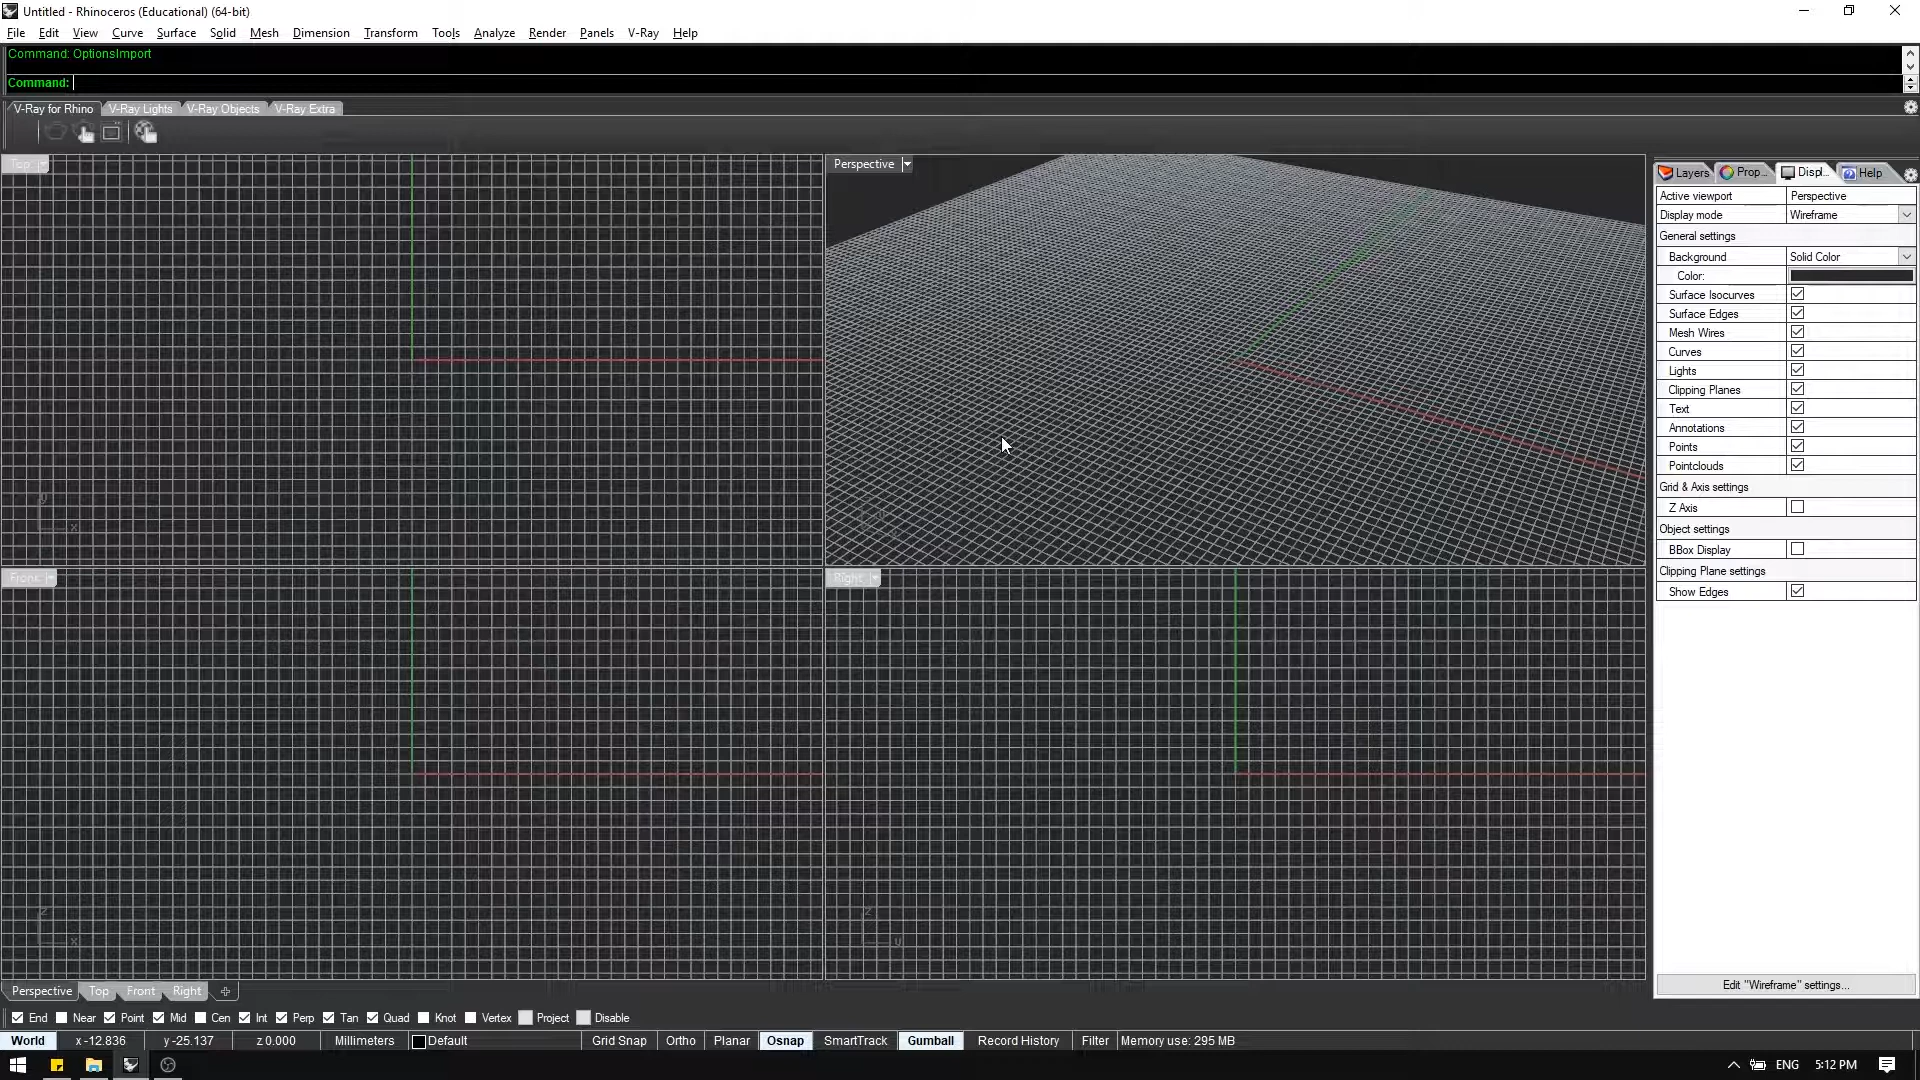 Untitled - Rhinoceros (Educational) (64-bit)
File Edit View Curve Surface Solid Mesh Dimension Transform Tools Analyze Render Panels V-Ray Help
Command: OptionsImport
Command:
V-Ray for Rhino V-Ray Lights V-Ray Objects V-Ray Extra
Top
Perspective
Layers Prop... Displ... Help
Active viewport Perspective
Display mode Wireframe
General settings
Background Solid Color
Color:
Surface Isocurves
Surface Edges
Mesh Wires
Curves
Lights
Clipping Planes
Text
Annotations
Points
Pointclouds
Grid & Axis settings
Z Axis
Object settings
BBox Display
Clipping Plane settings
Show Edges
y
x
Front
Right
z
x
z
Edit "Wireframe" settings...
Perspective Top Front Right
End Near Point Mid Cen Int Perp Tan Quad Knot Vertex Project Disable
World x -12.836 y -25.137 z 0.000 Millimeters Default Grid Snap Ortho Planar Osnap SmartTrack Gumball Record History Filter Memory use: 295 MB
ENG 5:12 PM